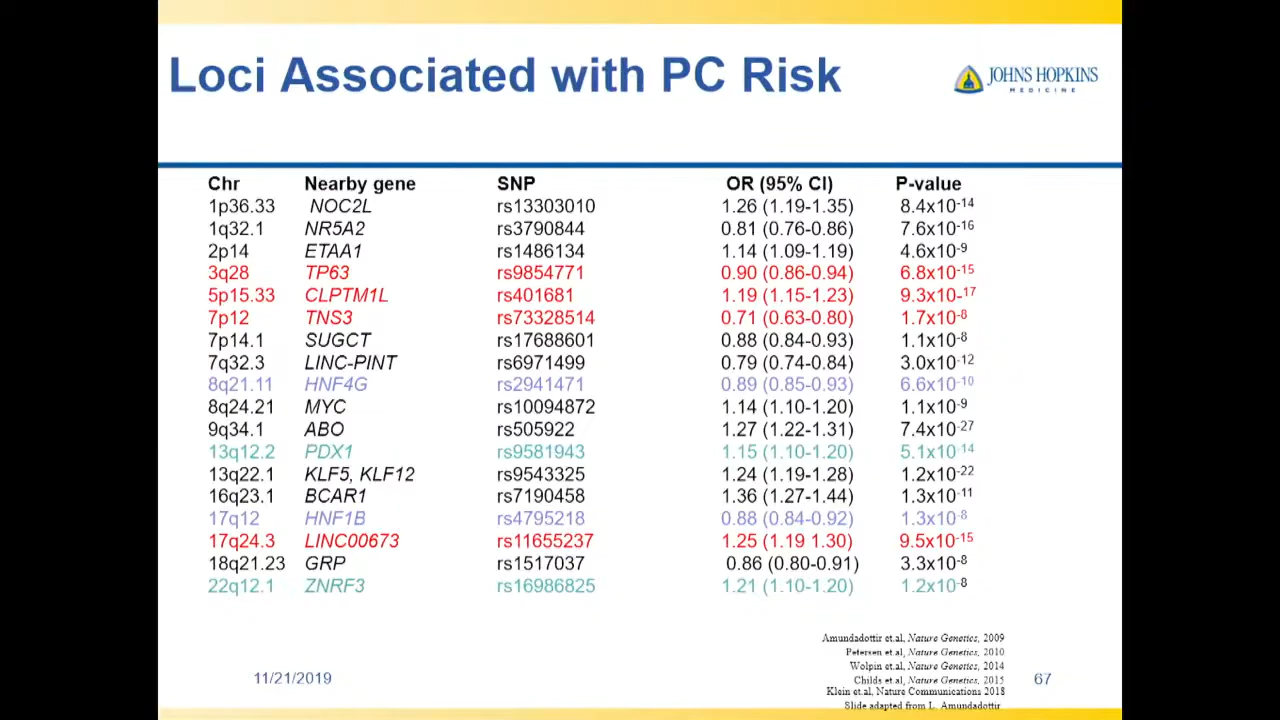 Loci Associated with PC Risk
JOHNS HOPKINS
MEDICINE
Chr Nearby gene SNP OR (95% CI) P-value
1p36.33 NOC2L rs13303010 1.26 (1.19-1.35) 8.4x10-14
1q32.1 NR5A2 rs3790844 0.81 (0.76-0.86) 7.6x10-16
2p14 ETAA1 rs1486134 1.14 (1.09-1.19) 4.6x10-9
3q28 TP63 rs9854771 0.90 (0.86-0.94) 6.8x10-15
5p15.33 CLPTM1L rs401681 1.19 (1.15-1.23) 9.3x10-17
7p12 TNS3 rs73328514 0.71 (0.63-0.80) 1.7x10-8
7p14.1 SUGCT rs17688601 0.88 (0.84-0.93) 1.1x10-8
7q32.3 LINC-PINT rs6971499 0.79 (0.74-0.84) 3.0x10-12
8q21.11 HNF4G rs2941471 0.89 (0.85-0.93) 6.6x10-10
8q24.21 MYC rs10094872 1.14 (1.10-1.20) 1.1x10-9
9q34.1 ABO rs505922 1.27 (1.22-1.31) 7.4x10-27
13q12.2 PDX1 rs9581943 1.15 (1.10-1.20) 5.1x10-14
13q22.1 KLF5, KLF12 rs9543325 1.24 (1.19-1.28) 1.2x10-22
16q23.1 BCAR1 rs7190458 1.36 (1.27-1.44) 1.3x10-11
17q12 HNF1B rs4795218 0.88 (0.84-0.92) 1.3x10-8
17q24.3 LINC00673 rs11655237 1.25 (1.19 1.30) 9.5x10-15
18q21.23 GRP rs1517037 0.86 (0.80-0.91) 3.3x10-8
22q12.1 ZNRF3 rs16986825 1.21 (1.10-1.20) 1.2x10-8
Amundadottir et.al, Nature Genetics, 2009
Petersen et.al, Nature Genetics, 2010
Wolpin et.al, Nature Genetics, 2014
Childs et.al, Nature Genetics, 2015
Klein et.al, Nature Communications 2018
Slide adapted from L. Amundadottir
11/21/2019
67